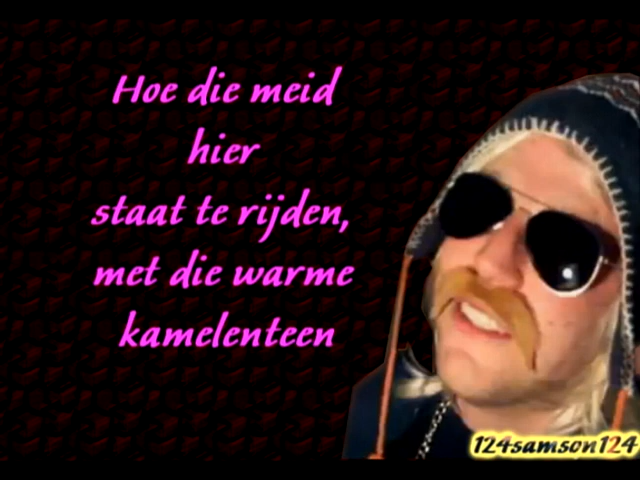 Hoe die meid
hier
staat te rijden,
met die warme
kamelenteen
124samson124